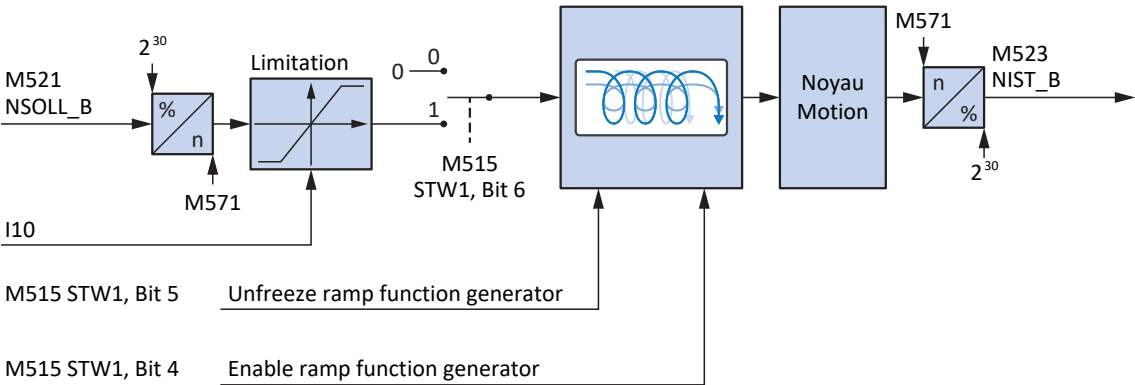 M521
NSOLL_B
2³⁰
%
n
M571
Limitation
I10
0
0
1
M515
STW1, Bit 6
Noyau
Motion
M571
n
%
2³⁰
M523
NIST_B
M515 STW1, Bit 5 Unfreeze ramp function generator
M515 STW1, Bit 4 Enable ramp function generator